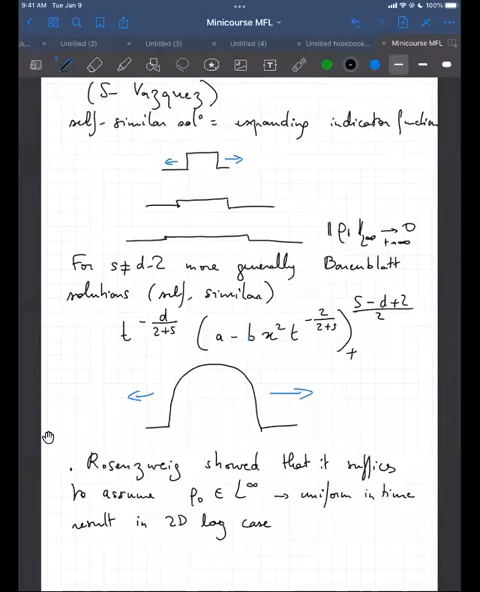 9:41 AM Tue Jan 9
100%
Minicourse MFL
Untitled (2)
Untitled (3)
Untitled (4)
Untitled Notebook...
Minicourse MFL
(S- Vazquez)
self-similar sol° = expanding indicator function
‖ρt‖L∞ → 0
t→∞
For s≠d-2 more generally Barenblatt
solutions (self-similar)
t^{-d/(2+s)} (a - b x² t^{-2/(2+s)})_+^{(s-d+2)/2}
. Rosenzweig showed that it suffices
to assume ρ₀ ∈ L^∞ → uniform in time
result in 2D log case